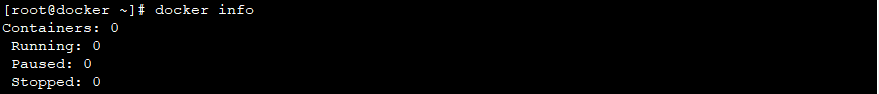 [root@docker ~]# docker info
Containers: 0
 Running: 0
 Paused: 0
 Stopped: 0